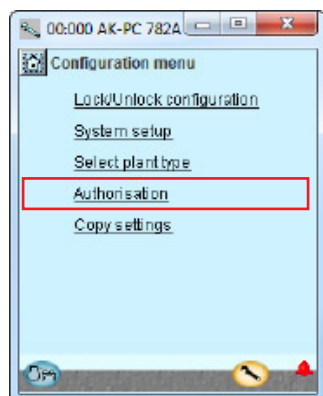 00:000 AK-PC 782A
Configuration menu
Lock/Unlock configuration
System setup
Select plant type
Authorisation
Copy settings